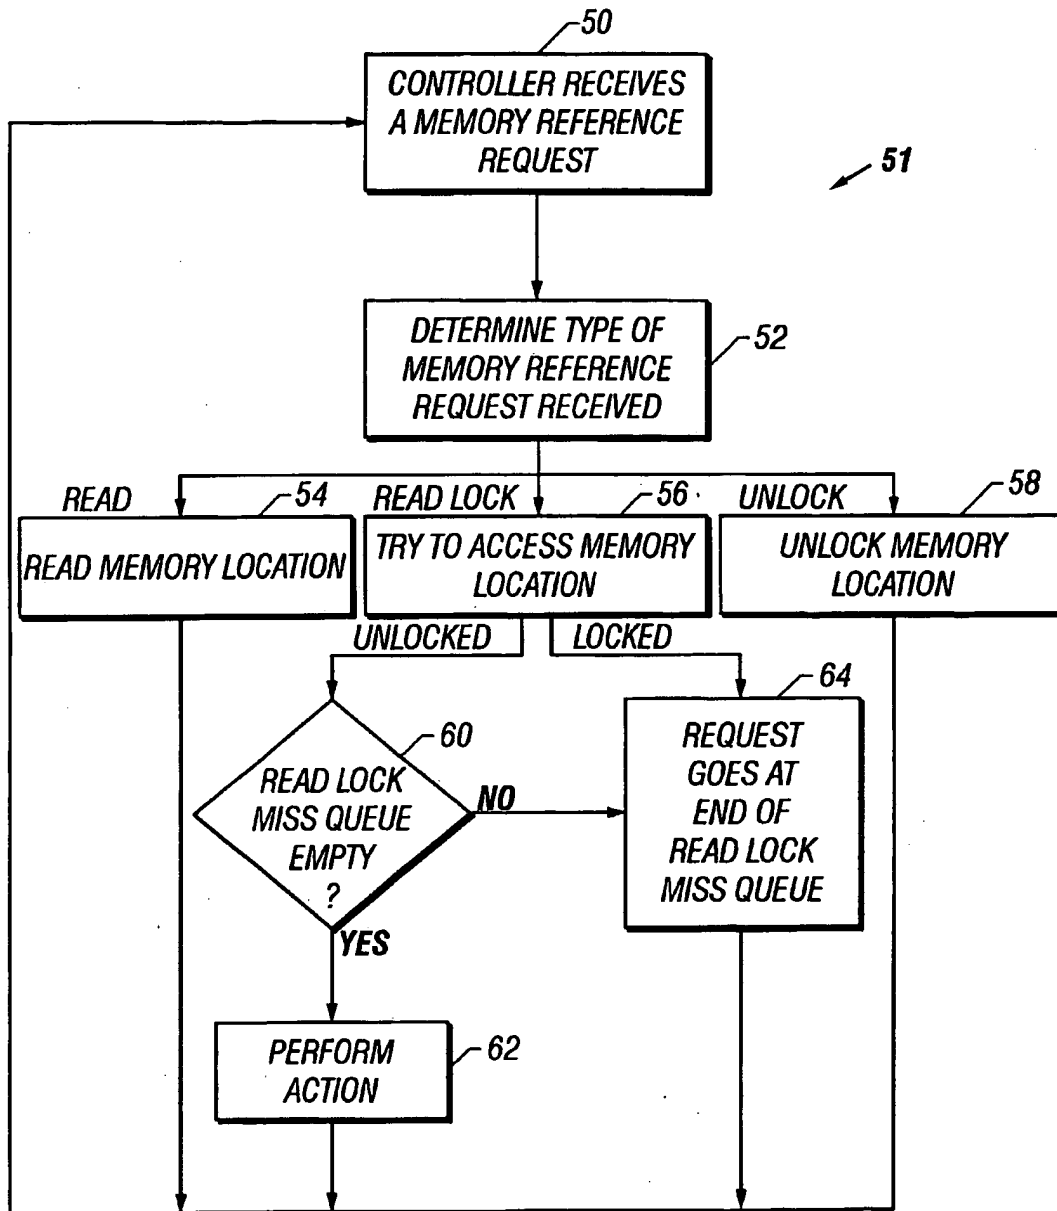 50
CONTROLLER RECEIVES
A MEMORY REFERENCE
REQUEST
51
DETERMINE TYPE OF
MEMORY REFERENCE
REQUEST RECEIVED
52
READ
54
READ MEMORY LOCATION
READ LOCK
56
TRY TO ACCESS MEMORY
LOCATION
UNLOCK
58
UNLOCK MEMORY
LOCATION
UNLOCKED
LOCKED
60
READ LOCK
MISS QUEUE
EMPTY
?
NO
YES
64
REQUEST
GOES AT
END OF
READ LOCK
MISS QUEUE
PERFORM
ACTION
62